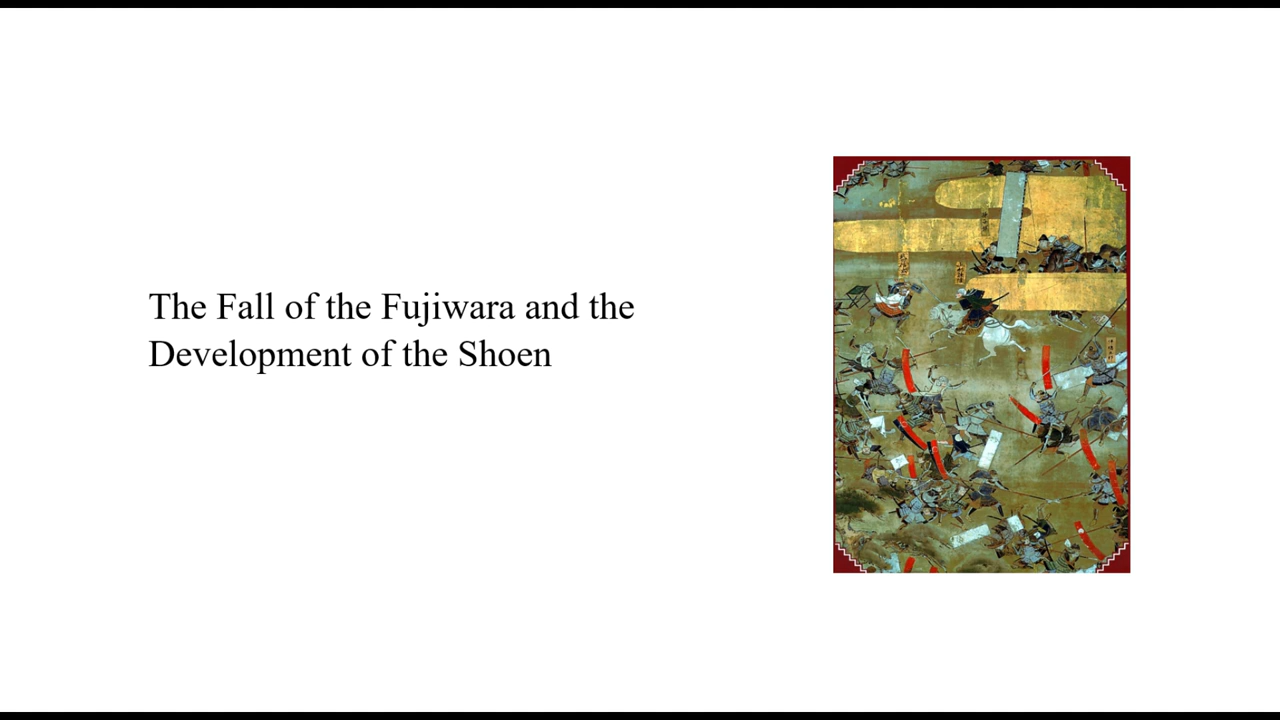 The Fall of the Fujiwara and the
Development of the Shoen